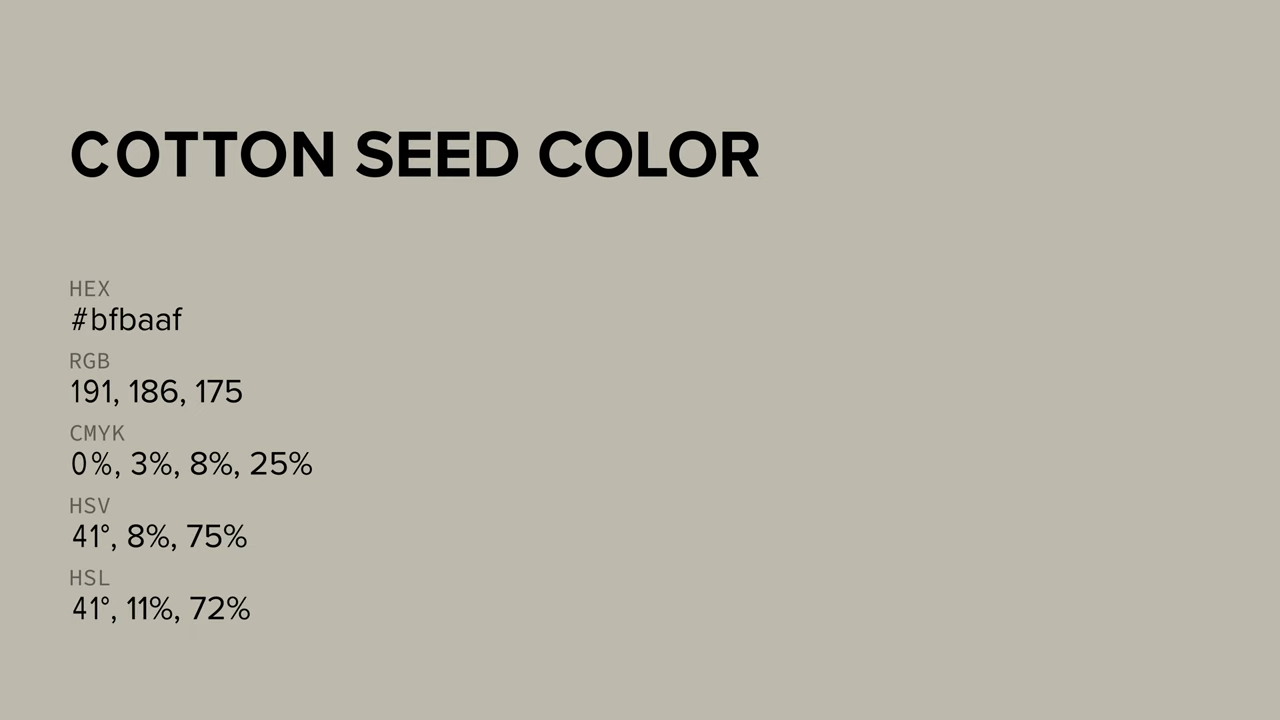 COTTON SEED COLOR
HEX
#bfbaaf
RGB
191, 186, 175
CMYK
0%, 3%, 8%, 25%
HSV
41°, 8%, 75%
HSL
41°, 11%, 72%